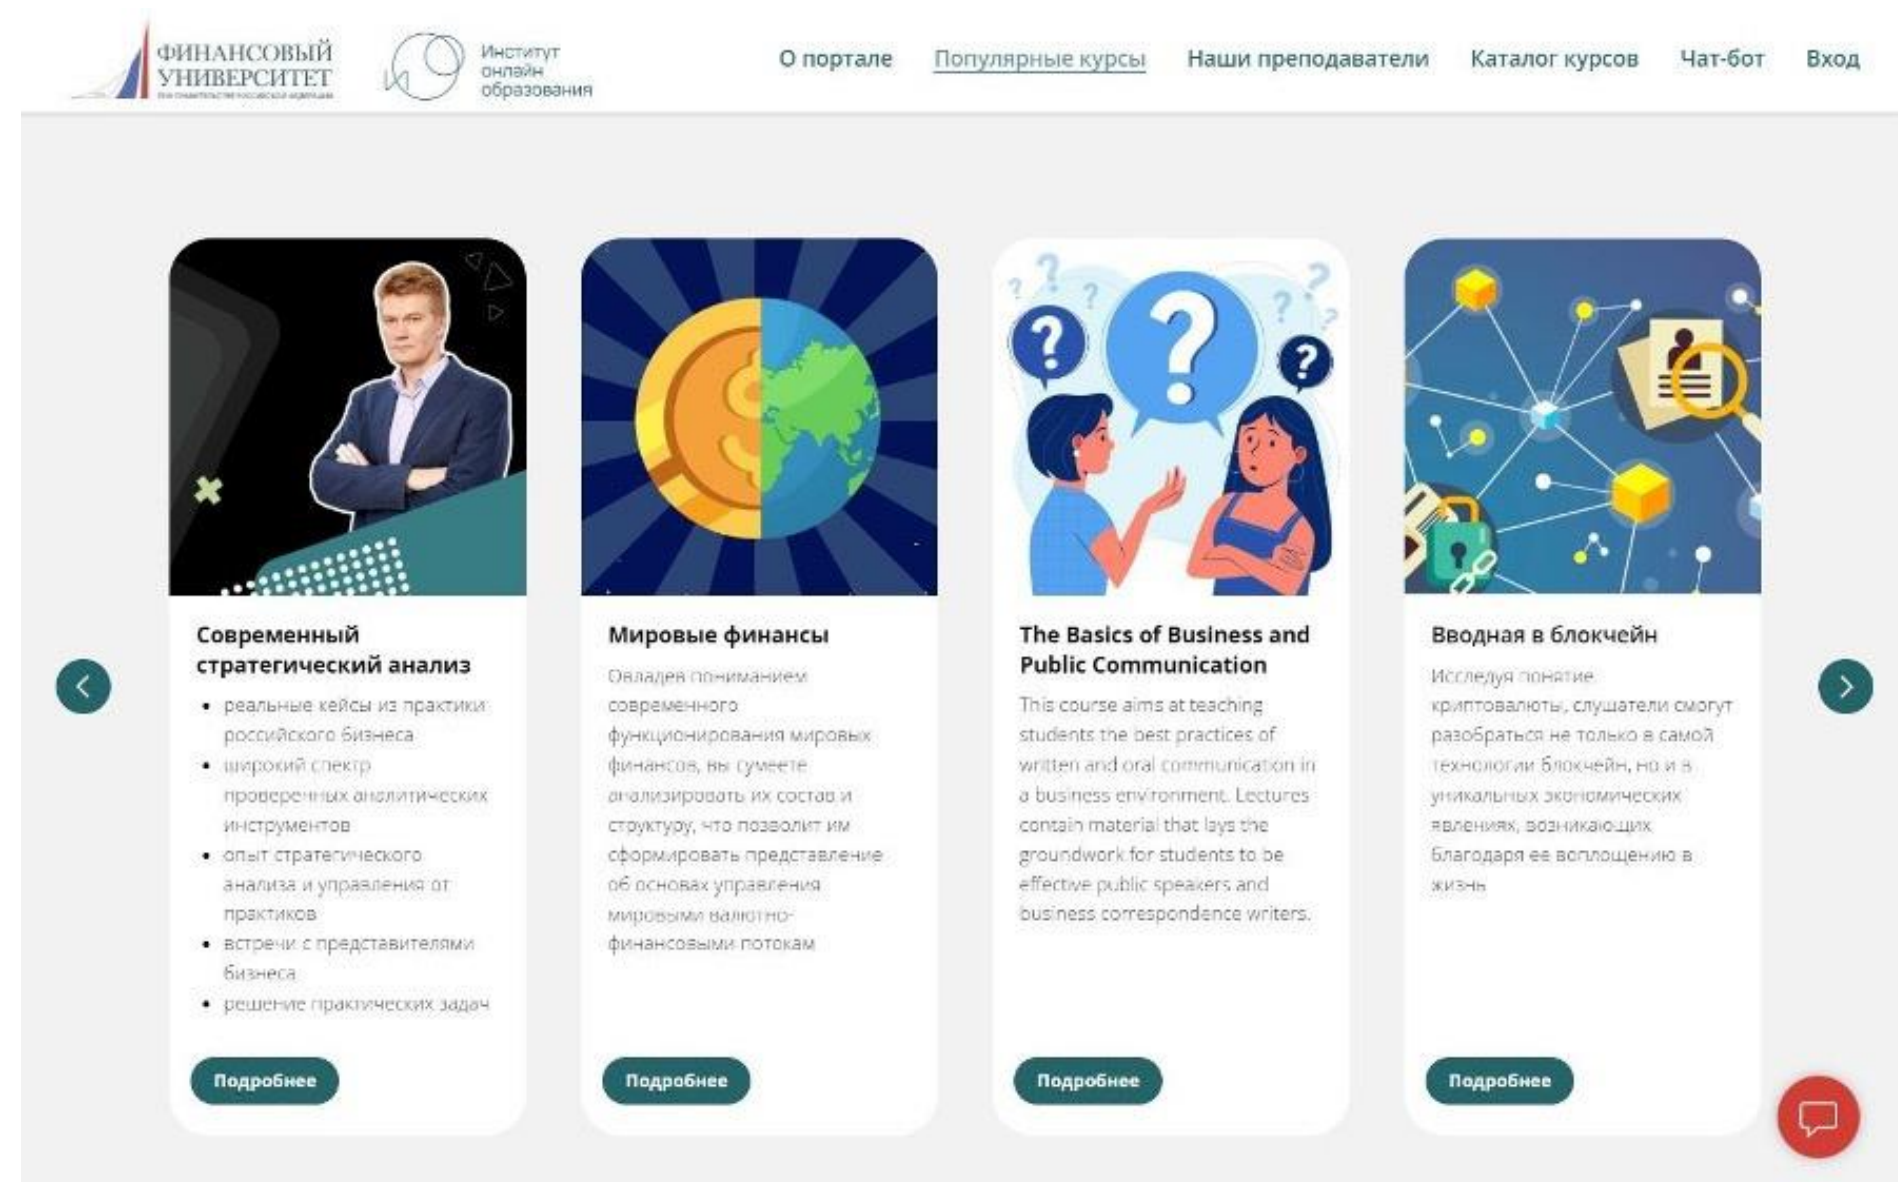 ФИНАНСОВЫЙ
УНИВЕРСИТЕТ
Институт
онлайн
образования
О портале
Популярные курсы
Наши преподаватели
Каталог курсов
Чат-бот
Вход
Современный
стратегический анализ
• реальные кейсы из практики
российского бизнеса
• широкий спектр
проверенных аналитических
инструментов
• опыт стратегического
анализа и управления от
практиков
• встречи с представителями
бизнеса
• решение практических задач
Подробнее
Мировые финансы
Овладев пониманием
современного
функционирования мировых
финансов, вы сумеете
анализировать их состав и
структуру, что позволит им
сформировать представление
об основах управления
мировыми валютно-
финансовыми потокам
Подробнее
? ? ? ? ? ? ? ?
The Basics of Business and
Public Communication
This course aims at teaching
students the best practices of
written and oral communication in
a business environment. Lectures
contain material that lays the
groundwork for students to be
effective public speakers and
business correspondence writers.
Подробнее
Вводная в блокчейн
Исследуя понятие
криптовалюты, слушатели смогут
разобраться не только в самой
технологии блокчейн, но и в
уникальных экономических
явлениях, возникающих
благодаря ее воплощению в
жизнь
Подробнее